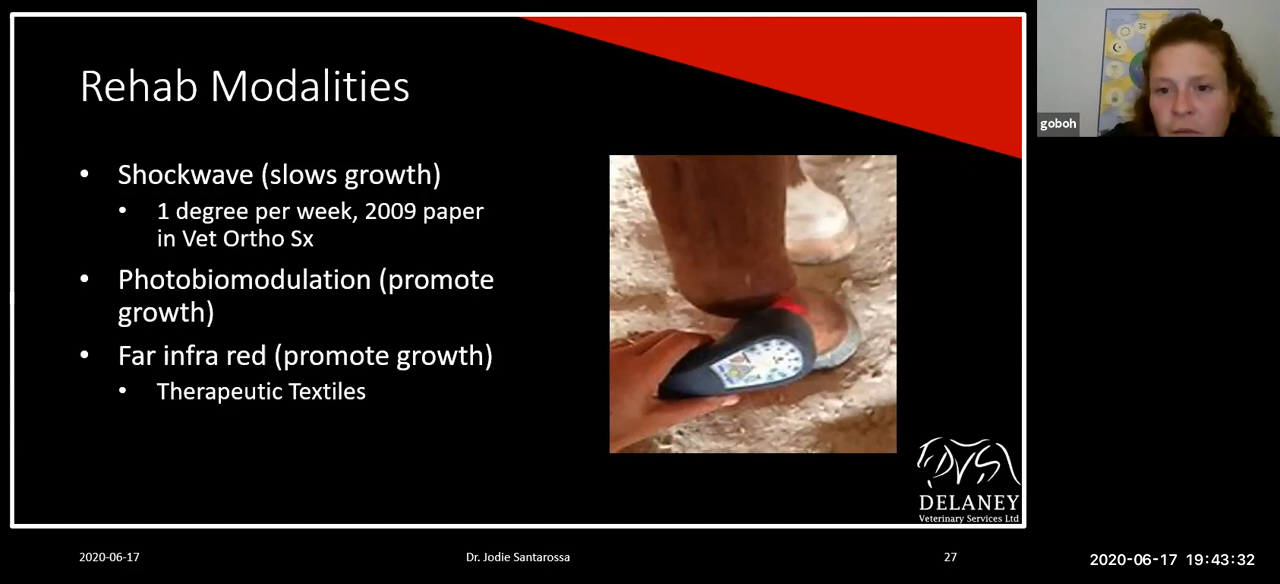 Rehab Modalities
• Shockwave (slows growth)
• 1 degree per week, 2009 paper
in Vet Ortho Sx
• Photobiomodulation (promote
growth)
• Far infra red (promote growth)
• Therapeutic Textiles
DELANEY
Veterinary Services Ltd
2020-06-17
Dr. Jodie Santarossa
27
goboh
2020-06-17 19:43:32